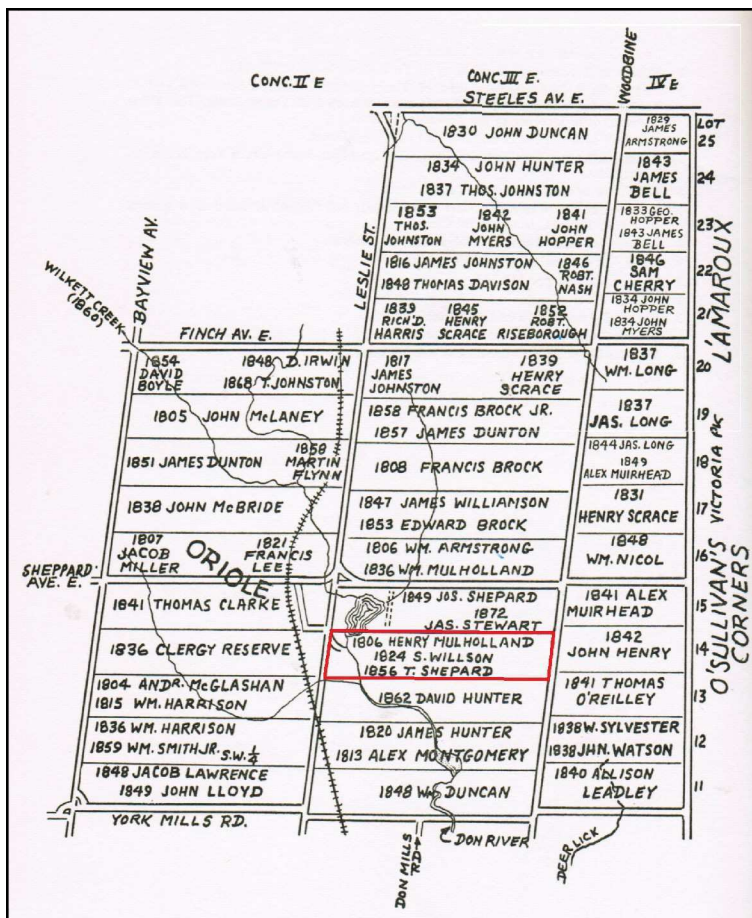 CONC. II E
CONC. III E.
STEELES AV. E.
WOODBINE
IV E
LOT
BAYVIEW AV.
LESLIE ST.
WILKETT CREEK
(1860)
FINCH AV. E.
1830 JOHN DUNCAN
1834 JOHN HUNTER
1837 THOS. JOHNSTON
1853
THOS.
JOHNSTON
1842
JOHN
MYERS
1841
JOHN
HOPPER
1816 JAMES JOHNSTON
1848 THOMAS DAVISON
1846
ROBT.
NASH
1839
RICH'D.
HARRIS
1845
HENRY
SCRACE
1852
ROBT.
RISEBOROUGH
1829
JAMES
ARMSTRONG
25
1843
JAMES
BELL
24
1833 GEO.
HOPPER
1843 JAMES
BELL
23
1846
SAM
CHERRY
22
1834 JOHN
HOPPER
1834 JOHN
MYERS
21
L'AMAROUX
1854
DAVID
BOYLE
1848 D. IRWIN
1868 T. JOHNSTON
1805 JOHN McLANEY
1851 JAMES DUNTON
1858
MARTIN
FLYNN
1838 JOHN McBRIDE
1807
JACOB
MILLER
1821
FRANCIS
LEE
ORIOLE
SHEPPARD
AVE. E.
1817
JAMES
JOHNSTON
1839
HENRY
SCRACE
1858 FRANCIS BROCK JR.
1857 JAMES DUNTON
1808 FRANCIS BROCK
1847 JAMES WILLIAMSON
1853 EDWARD BROCK
1806 WM. ARMSTRONG
1836 WM. MULHOLLAND
1837
WM. LONG
20
1837
JAS. LONG
19
1844 JAS. LONG
1849
ALEX MUIRHEAD
18
1831
HENRY SCRACE
17
1848
WM. NICOL
16
VICTORIA PK
O'SULLIVAN'S
CORNERS
1841 THOMAS CLARKE
1836 CLERGY RESERVE
1804 ANDR. McGLASHAN
1815 WM. HARRISON
1836 WM. HARRISON
1859 WM. SMITH JR. S.W. 1/4
1848 JACOB LAWRENCE
1849 JOHN LLOYD
1849 JOS. SHEPARD
1872
JAS. STEWART
1806 HENRY MULHOLLAND
1824 S. WILLSON
1856 T. SHEPARD
1862 DAVID HUNTER
1820 JAMES HUNTER
1813 ALEX MONTGOMERY
1848 WM DUNCAN
1841 ALEX
MUIRHEAD
15
1842
JOHN HENRY
14
1841 THOMAS
O'REILLEY
13
1838 W. SYLVESTER
1838 JHN. WATSON
12
1840 ALLISON
LEADLEY
11
YORK MILLS RD.
DON MILLS
RD
DON RIVER
DEER LICK